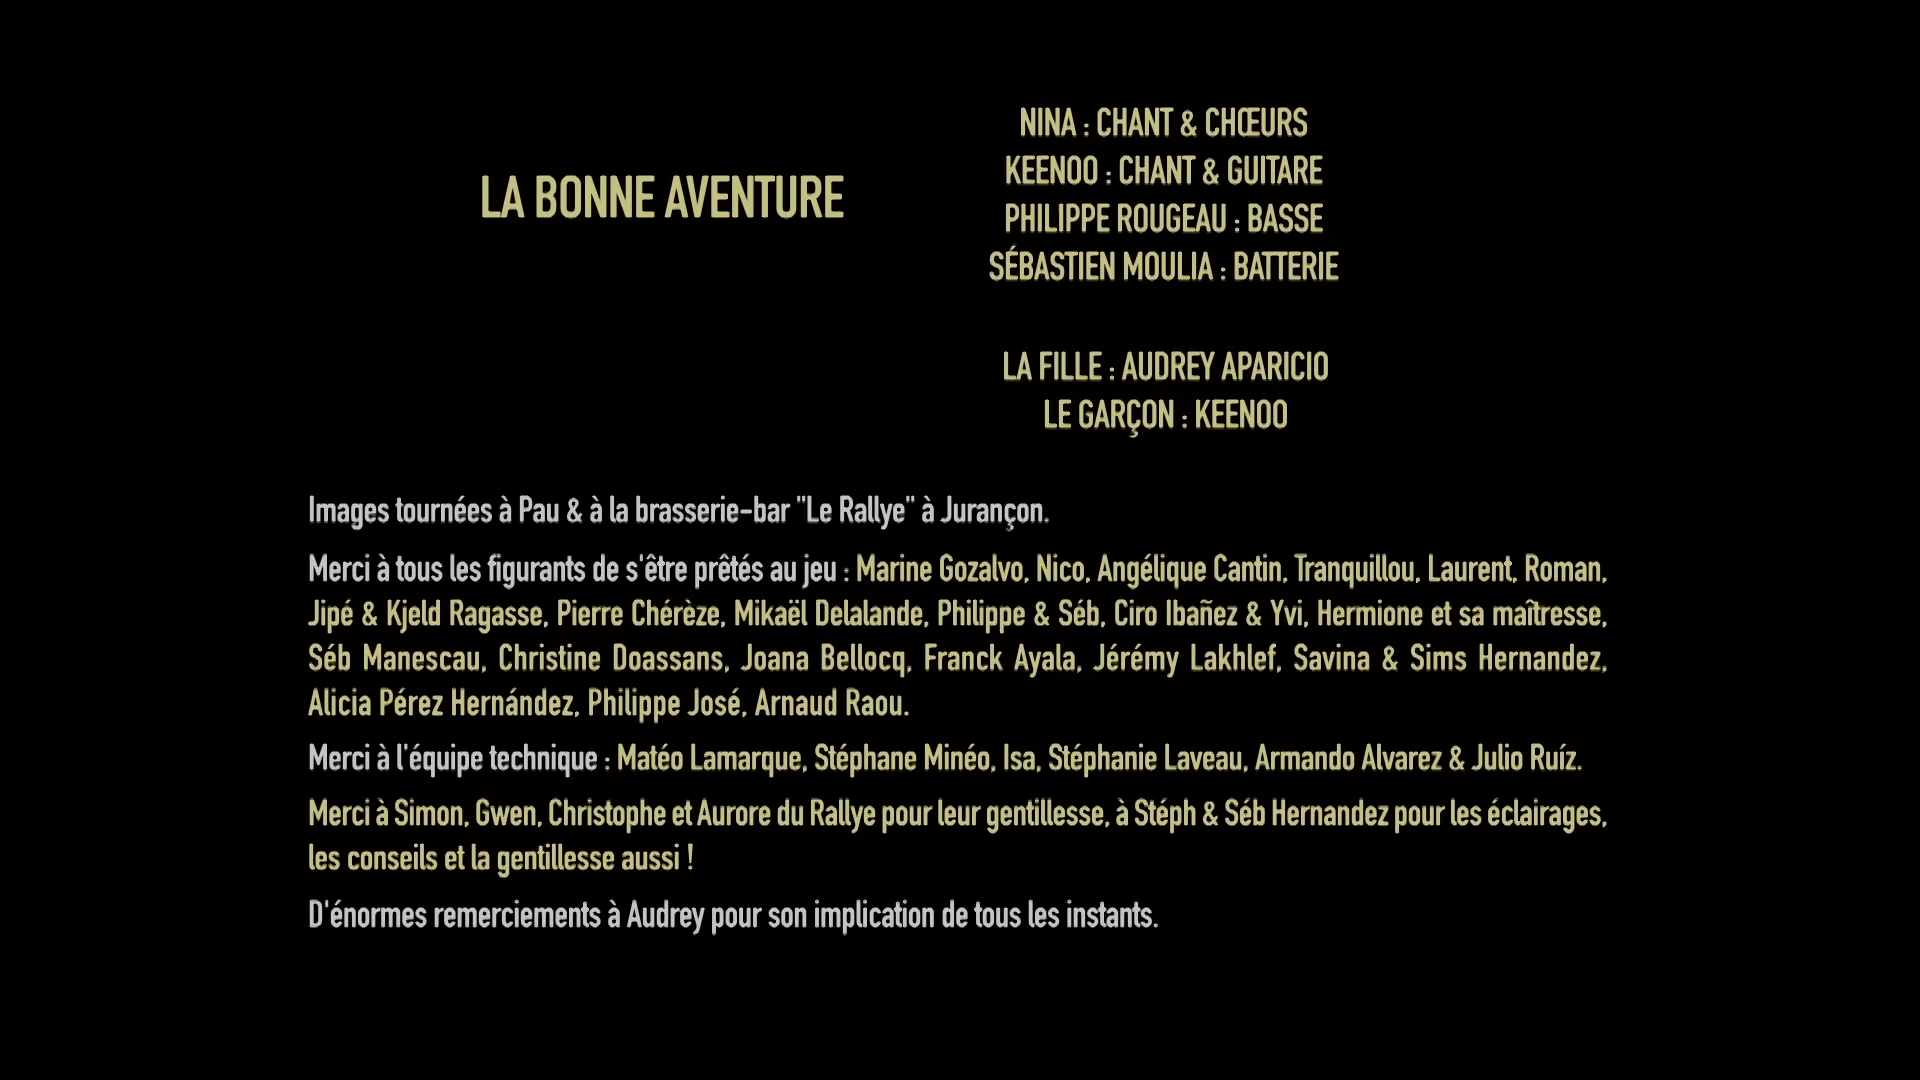 LA BONNE AVENTURE
NINA : CHANT & CHŒURS
KEENOO : CHANT & GUITARE
PHILIPPE ROUGEAU : BASSE
SÉBASTIEN MOULIA : BATTERIE
LA FILLE : AUDREY APARICIO
LE GARÇON : KEENOO
Images tournées à Pau & à la brasserie-bar "Le Rallye" à Jurançon.
Merci à tous les figurants de s'être prêtés au jeu : Marine Gozalvo, Nico, Angélique Cantin, Tranquillou, Laurent, Roman,
Jipé & Kjeld Ragasse, Pierre Chérèze, Mikaël Delalande, Philippe & Séb, Ciro Ibañez & Yvi, Hermione et sa maîtresse,
Séb Manescau, Christine Doassans, Joana Bellocq, Franck Ayala, Jérémy Lakhlef, Savina & Sims Hernandez,
Alicia Pérez Hernández, Philippe José, Arnaud Raou.
Merci à l'équipe technique : Matéo Lamarque, Stéphane Minéo, Isa, Stéphanie Laveau, Armando Alvarez & Julio Ruíz.
Merci à Simon, Gwen, Christophe et Aurore du Rallye pour leur gentillesse, à Stéph & Séb Hernandez pour les éclairages,
les conseils et la gentillesse aussi !
D'énormes remerciements à Audrey pour son implication de tous les instants.